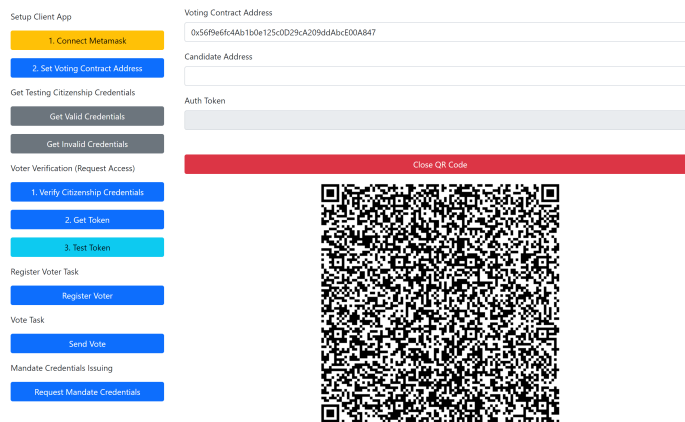 Setup Client App
1. Connect Metamask
2. Set Voting Contract Address
Get Testing Citizenship Credentials
Get Valid Credentials
Get Invalid Credentials
Voter Verification (Request Access)
1. Verify Citizenship Credentials
2. Get Token
3. Test Token
Register Voter Task
Register Voter
Vote Task
Send Vote
Mandate Credentials Issuing
Request Mandate Credentials
Voting Contract Address
0x56f9e6fc4Ab1b0e125c0D29cA209ddAbcE00A847
Candidate Address
Auth Token
Close QR Code